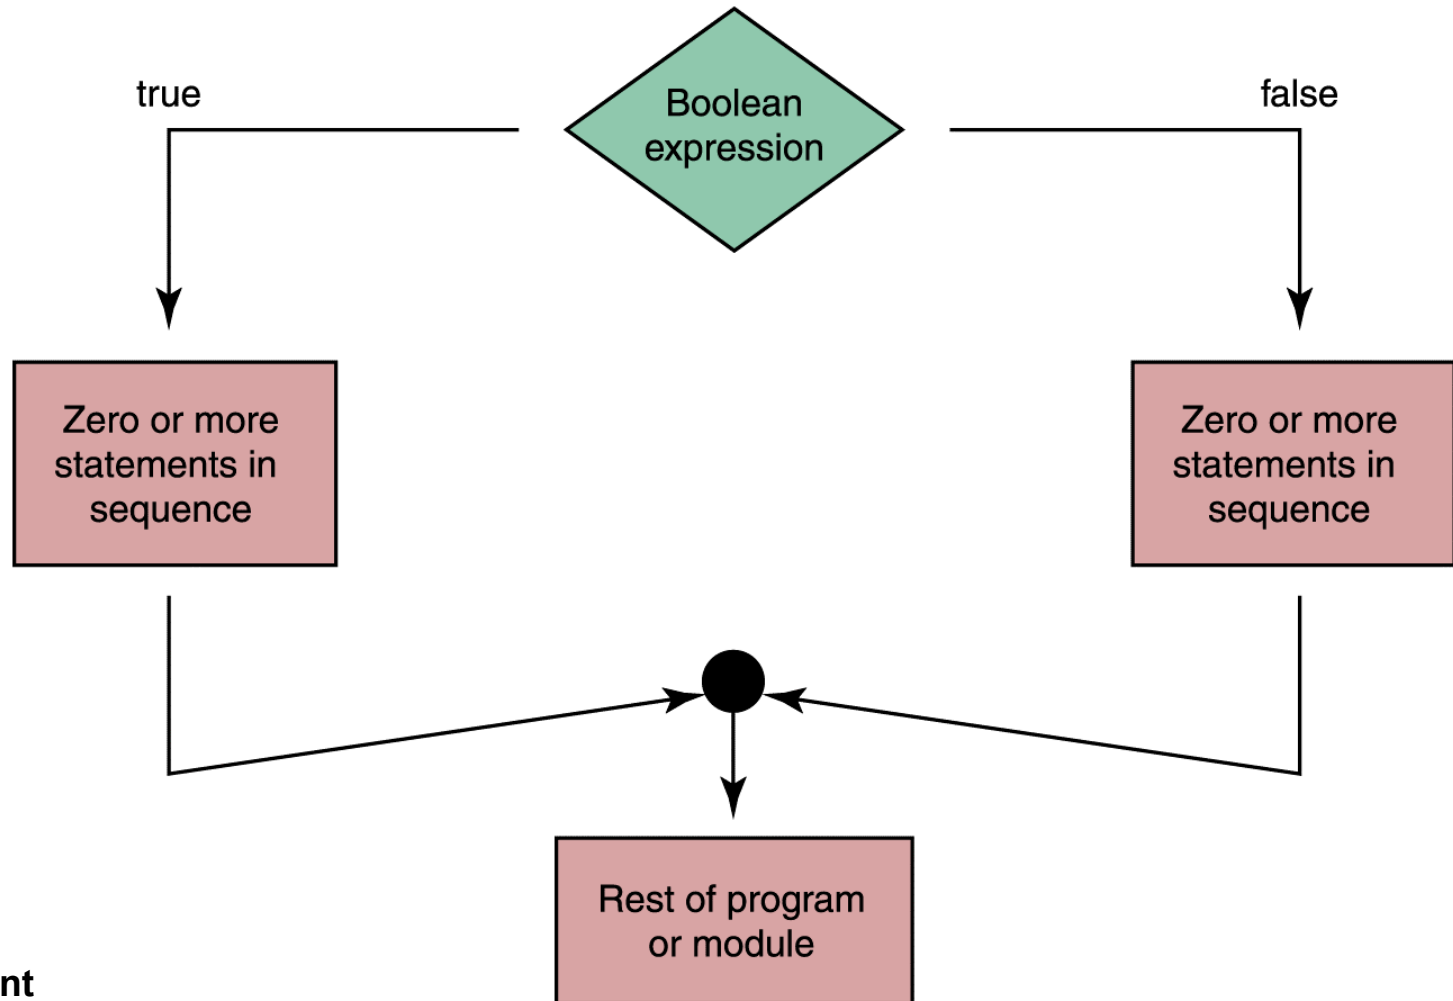 Boolean
expression
true
false
Zero or more
statements in
sequence
Zero or more
statements in
sequence
Rest of program
or module